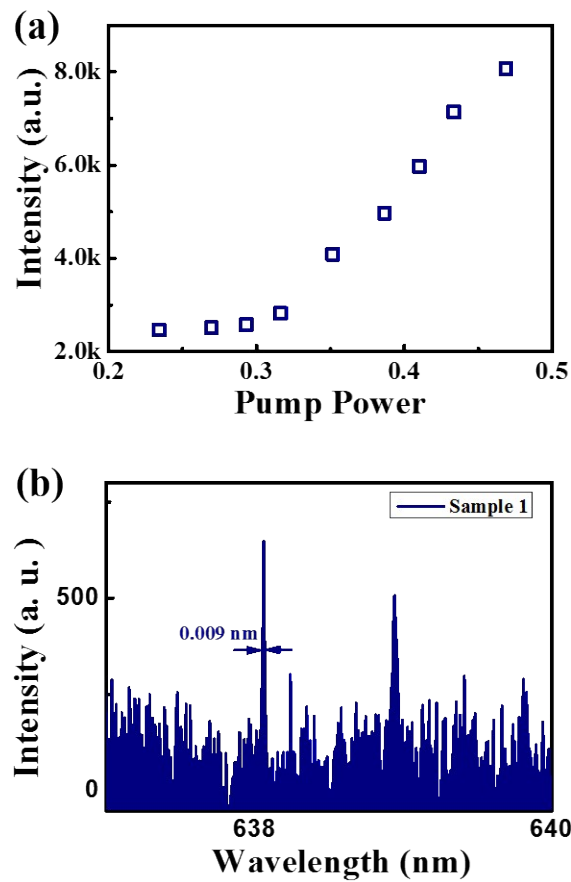 (a)
Intensity (a.u.)
8.0k
6.0k
4.0k
2.0k
0.2
0.3
0.4
0.5
Pump Power
(b)
Intensity (a. u. )
500
0
Sample 1
0.009 nm
638
640
Wavelength (nm)